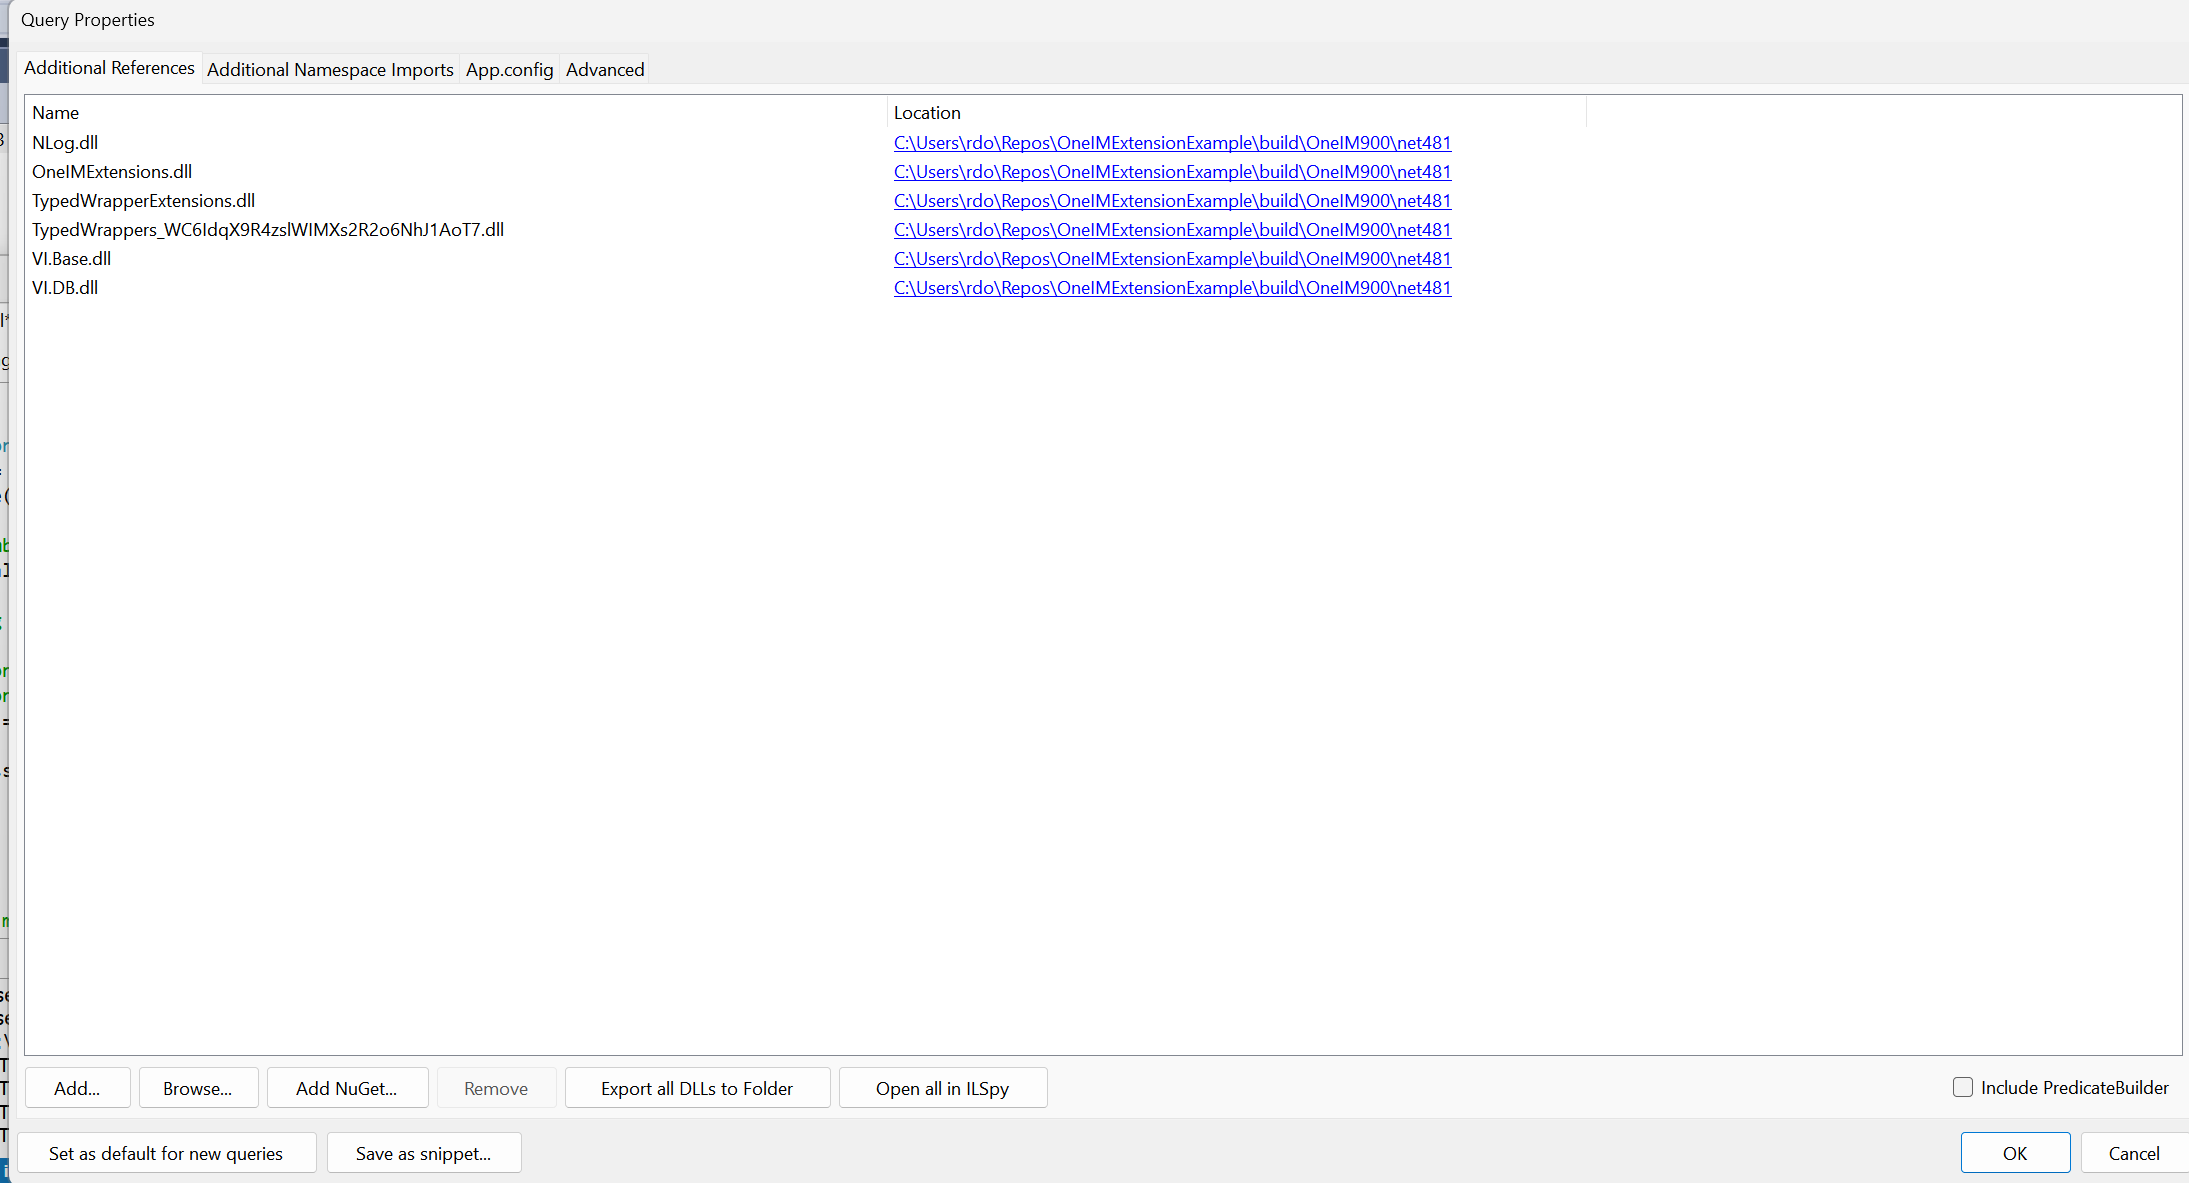 Query Properties
Additional References Additional Namespace Imports App.config Advanced
Name Location
NLog.dll C:\Users\rdo\Repos\OneIMExtensionExample\build\OneIM900\net481
OneIMExtensions.dll C:\Users\rdo\Repos\OneIMExtensionExample\build\OneIM900\net481
TypedWrapperExtensions.dll C:\Users\rdo\Repos\OneIMExtensionExample\build\OneIM900\net481
TypedWrappers_WC6IdqX9R4zslWIMXs2R2o6NhJ1AoT7.dll C:\Users\rdo\Repos\OneIMExtensionExample\build\OneIM900\net481
VI.Base.dll C:\Users\rdo\Repos\OneIMExtensionExample\build\OneIM900\net481
VI.DB.dll C:\Users\rdo\Repos\OneIMExtensionExample\build\OneIM900\net481
Add... Browse... Add NuGet... Remove Export all DLLs to Folder Open all in ILSpy Include PredicateBuilder
Set as default for new queries Save as snippet... OK Cancel